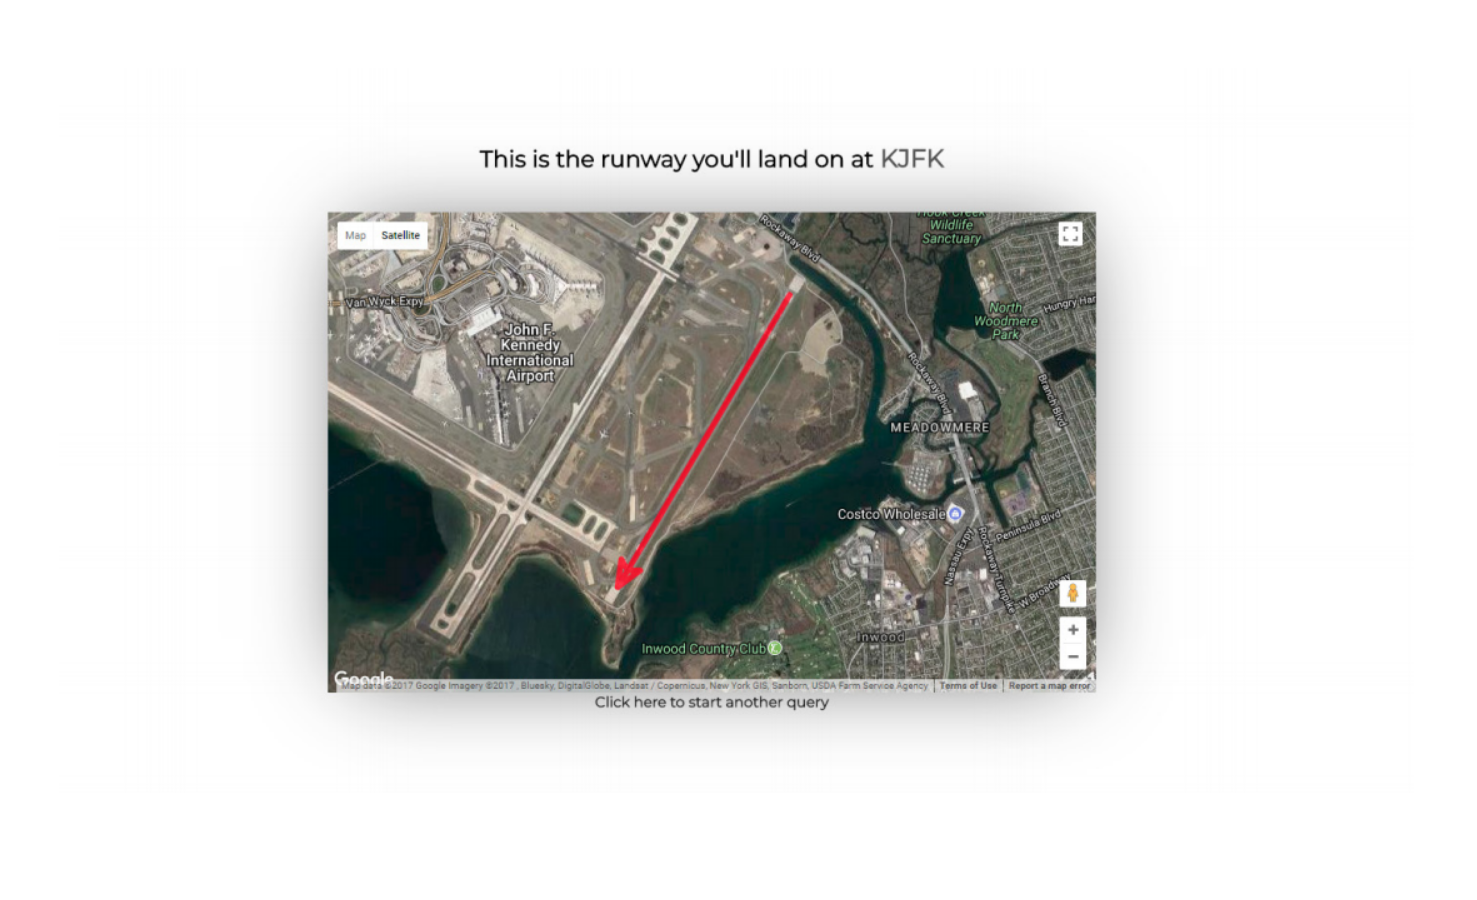 This is the runway you'll land on at KJFK
Map Satellite
Rockaway Blvd
Hook Creek
Wildlife
Sanctuary
Van Wyck Expy
North
Woodmere
Park
John F.
Kennedy
International
Airport
Rockaway Blvd
Branch Blvd
MEADOWMERE
Costco Wholesale
Peninsula Blvd
Nassau Expy
Rockaway Turnpike
W Broadway
Inwood
Inwood Country Club
Google
Map data ©2017 Google Imagery ©2017 , Bluesky, DigitalGlobe, Landsat / Copernicus, New York GIS, Sanborn, USDA Farm Service Agency
Terms of Use
Report a map error
Click here to start another query